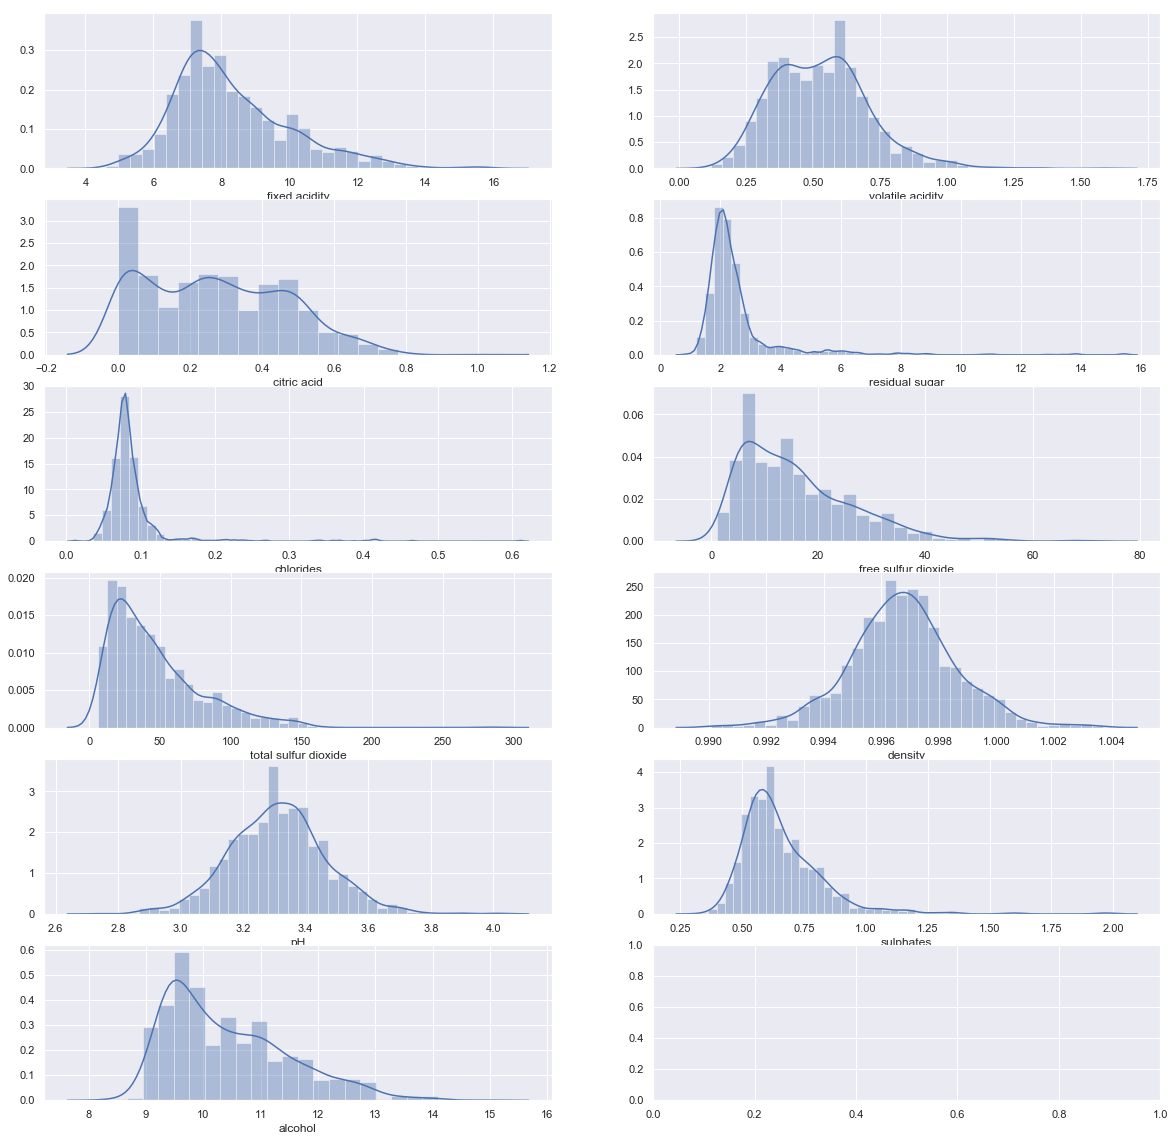 0.3
0.2
0.1
0.0
4 6 8 10 12 14 16
fixed acidity
2.5
2.0
1.5
1.0
0.5
0.0
0.00 0.25 0.50 0.75 1.00 1.25 1.50 1.75
volatile acidity
3.0
2.5
2.0
1.5
1.0
0.5
0.0
−0.2 0.0 0.2 0.4 0.6 0.8 1.0 1.2
citric acid
0.8
0.6
0.4
0.2
0.0
0 2 4 6 8 10 12 14 16
residual sugar
30
25
20
15
10
5
0
0.0 0.1 0.2 0.3 0.4 0.5 0.6
chlorides
0.06
0.04
0.02
0.00
0 20 40 60 80
free sulfur dioxide
0.020
0.015
0.010
0.005
0.000
0 50 100 150 200 250 300
total sulfur dioxide
250
200
150
100
50
0
0.990 0.992 0.994 0.996 0.998 1.000 1.002 1.004
density
3
2
1
0
2.6 2.8 3.0 3.2 3.4 3.6 3.8 4.0
pH
4
3
2
1
0
0.25 0.50 0.75 1.00 1.25 1.50 1.75 2.00
sulphates
0.6
0.5
0.4
0.3
0.2
0.1
0.0
8 9 10 11 12 13 14 15 16
alcohol
1.0
0.8
0.6
0.4
0.2
0.0
0.0 0.2 0.4 0.6 0.8 1.0